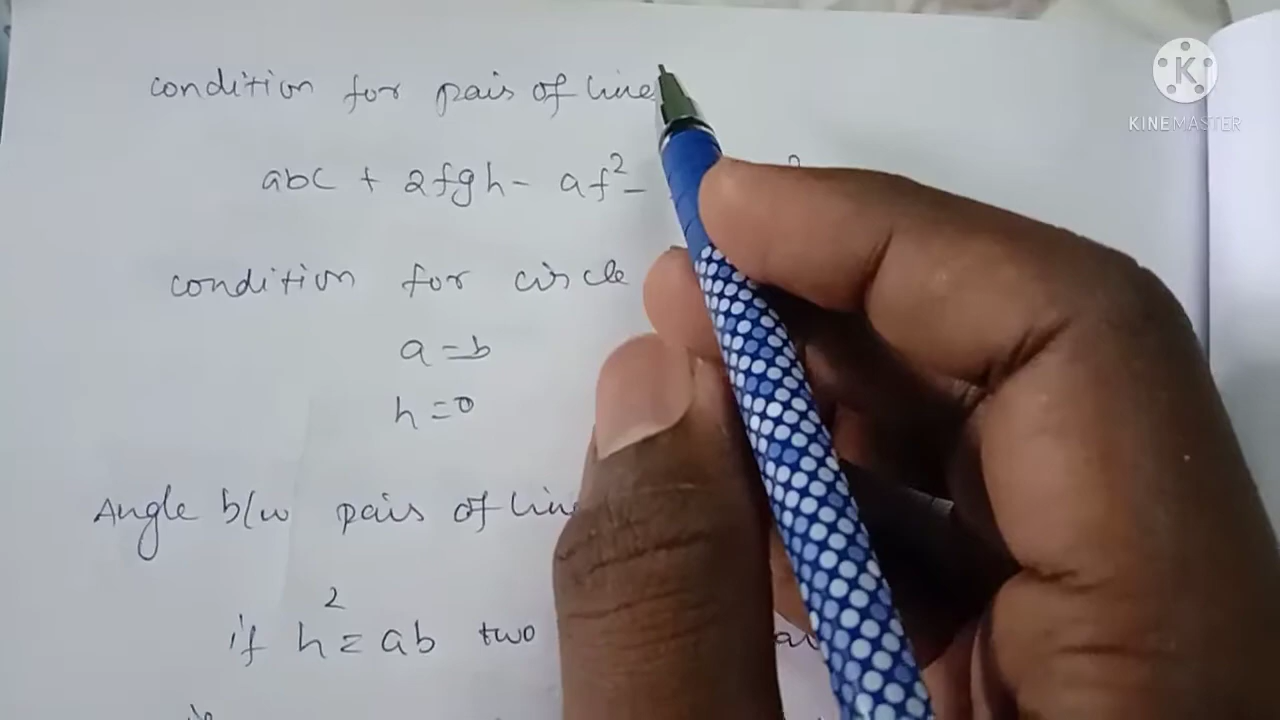 condition for pair of line
abc + 2fgh - af² -
condition for circle
a = b
h = 0
Angle b/w pair of line
if h² = ab two
K
KINEMASTER